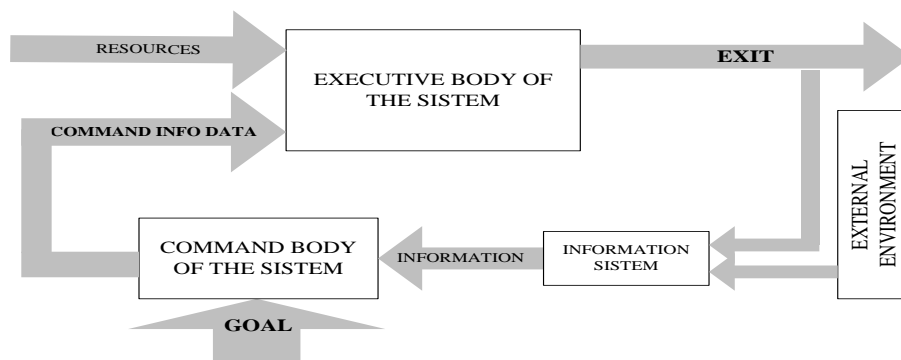 RESOURCES
EXECUTIVE BODY OF
THE SISTEM
EXIT
COMMAND INFO DATA
EXTERNAL
ENVIRONMENT
COMMAND BODY
OF THE SISTEM
INFORMATION
INFORMATION
SISTEM
GOAL